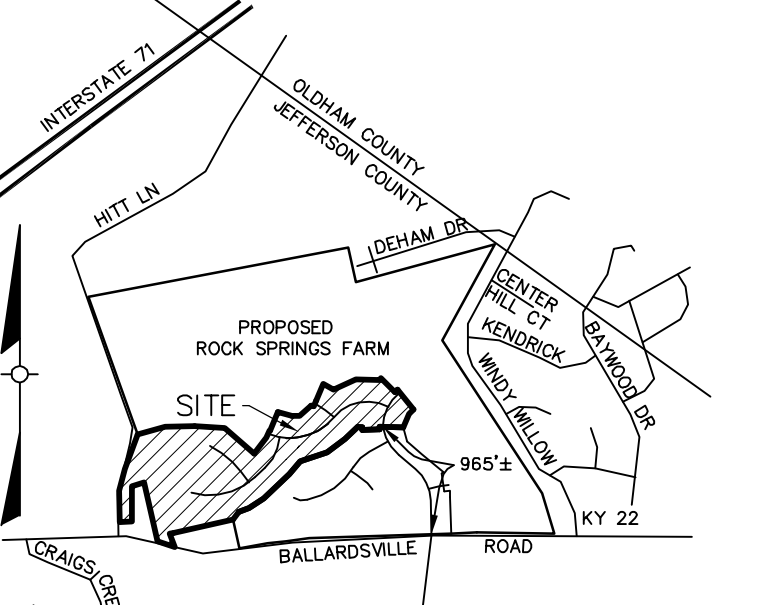 INTERSTATE 71
OLDHAM COUNTY
JEFFERSON COUNTY
HITT LN
DEHAM DR
CENTER
HILL CT
PROPOSED
ROCK SPRINGS FARM
KENDRICK
BAYWOOD DR
WINDY WILLOW
SITE
965'±
KY 22
BALLARDSVILLE
ROAD
CRAIGS CRE